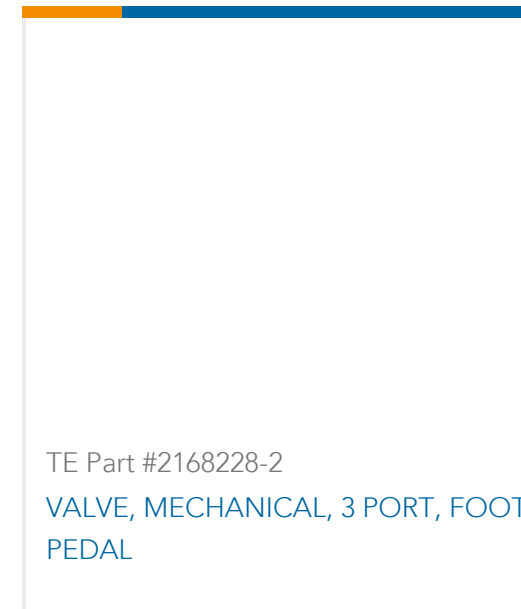 TE Part #2168228-2
VALVE, MECHANICAL, 3 PORT, FOOT
PEDAL